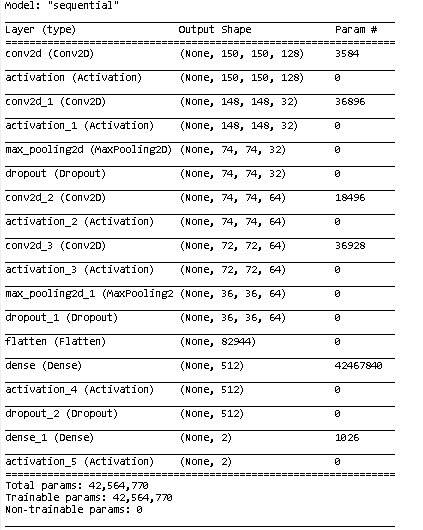 Model: "sequential"
Layer (type) Output Shape Param #
conv2d (Conv2D) (None, 150, 150, 128) 3584
activation (Activation) (None, 150, 150, 128) 0
conv2d_1 (Conv2D) (None, 148, 148, 32) 36896
activation_1 (Activation) (None, 148, 148, 32) 0
max_pooling2d (MaxPooling2D) (None, 74, 74, 32) 0
dropout (Dropout) (None, 74, 74, 32) 0
conv2d_2 (Conv2D) (None, 74, 74, 64) 18496
activation_2 (Activation) (None, 74, 74, 64) 0
conv2d_3 (Conv2D) (None, 72, 72, 64) 36928
activation_3 (Activation) (None, 72, 72, 64) 0
max_pooling2d_1 (MaxPooling2 (None, 36, 36, 64) 0
dropout_1 (Dropout) (None, 36, 36, 64) 0
flatten (Flatten) (None, 82944) 0
dense (Dense) (None, 512) 42467840
activation_4 (Activation) (None, 512) 0
dropout_2 (Dropout) (None, 512) 0
dense_1 (Dense) (None, 2) 1026
activation_5 (Activation) (None, 2) 0
Total params: 42,564,770
Trainable params: 42,564,770
Non-trainable params: 0